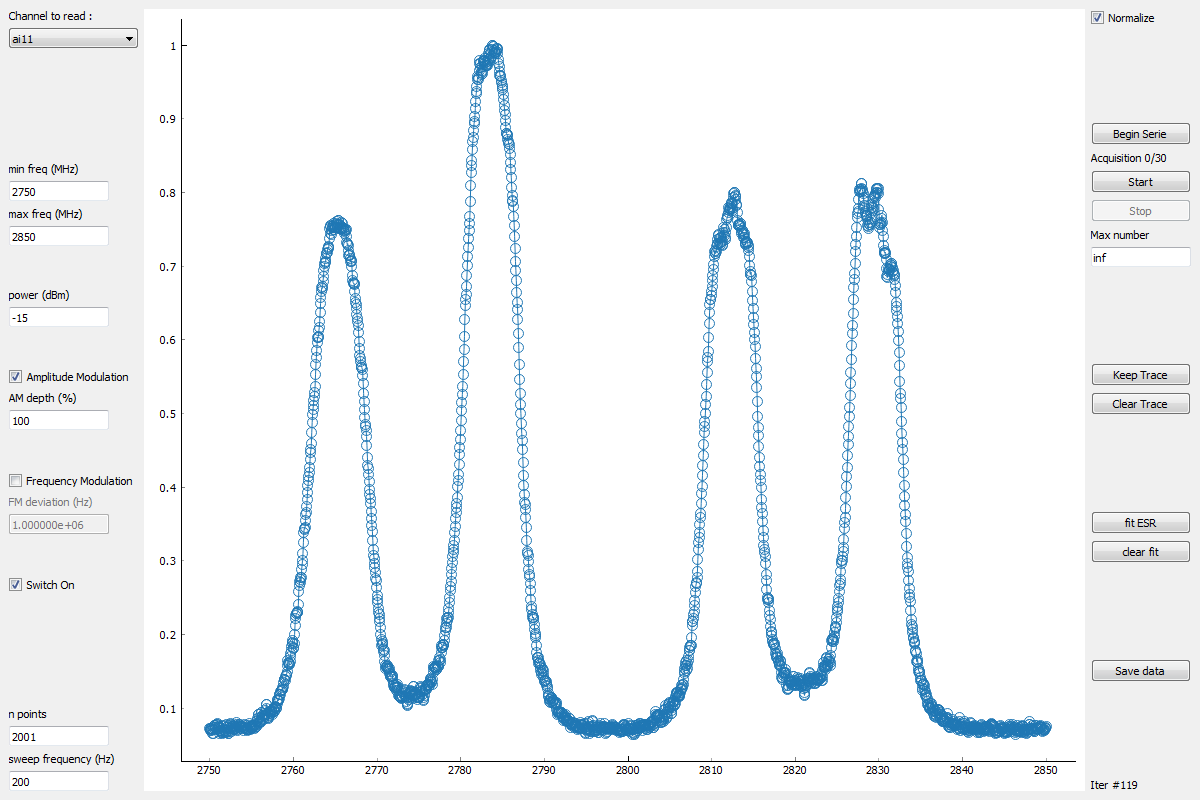 Channel to read :
ai11
min freq (MHz)
2750
max freq (MHz)
2850
power (dBm)
-15
Amplitude Modulation
AM depth (%)
100
Frequency Modulation
FM deviation (Hz)
1.000000e+06
Switch On
n points
2001
sweep frequency (Hz)
200
1
0.9
0.8
0.7
0.6
0.5
0.4
0.3
0.2
0.1
2750 2760 2770 2780 2790 2800 2810 2820 2830 2840 2850
Normalize
Begin Serie
Acquisition 0/30
Start
Stop
Max number
inf
Keep Trace
Clear Trace
fit ESR
clear fit
Save data
Iter #119